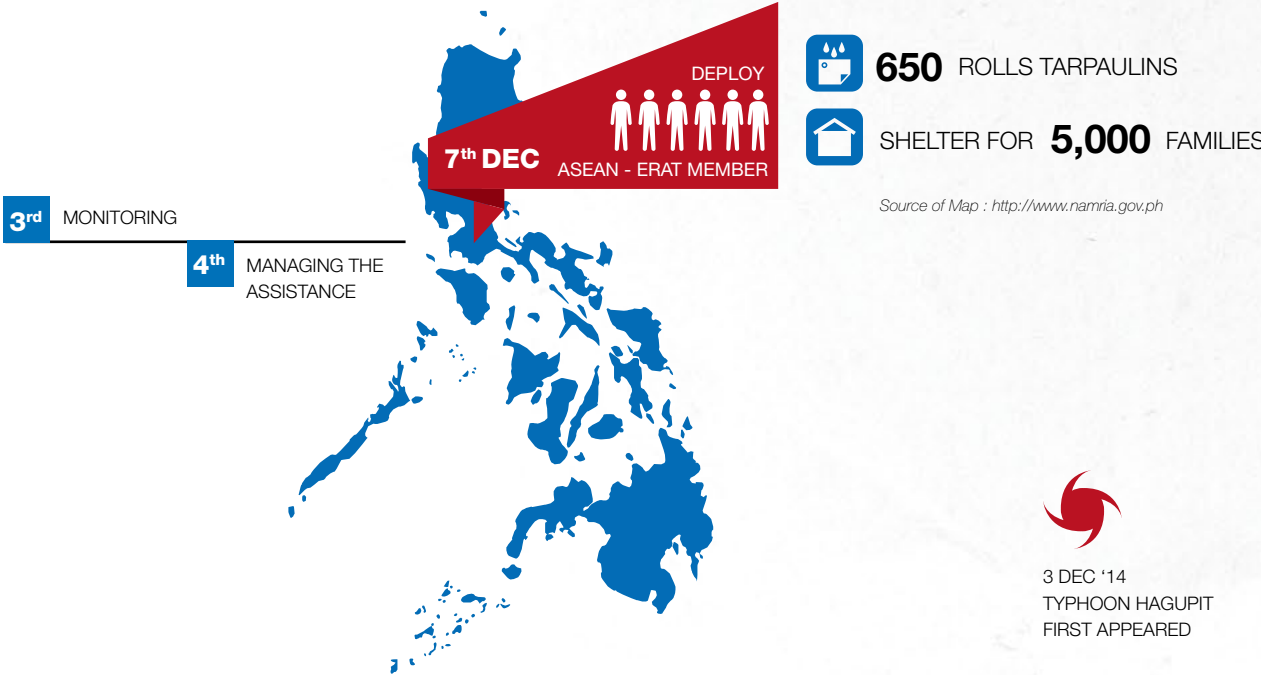 DEPLOY
7th DEC
ASEAN - ERAT MEMBER
650 ROLLS TARPAULINS
SHELTER FOR 5,000 FAMILIES
Source of Map : http://www.namria.gov.ph
3rd MONITORING
4th MANAGING THE
ASSISTANCE
3 DEC ‘14
TYPHOON HAGUPIT
FIRST APPEARED